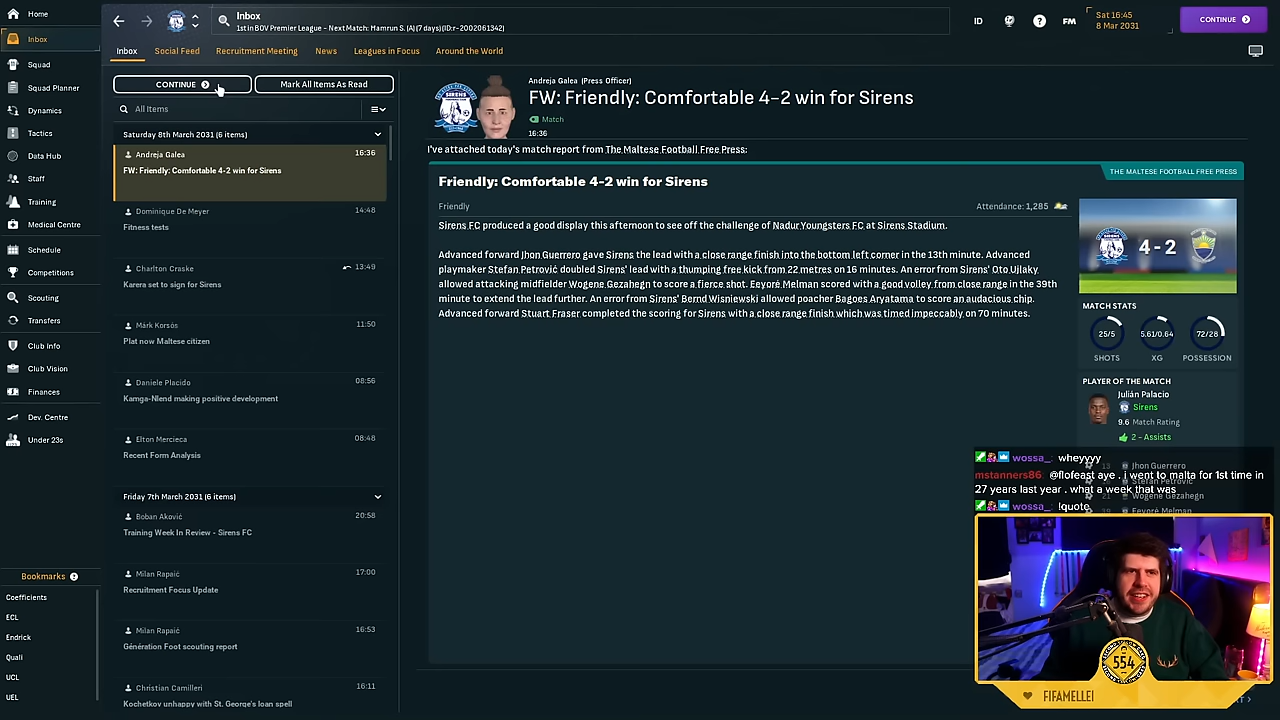 Home
Inbox
Squad
Squad Planner
Dynamics
Tactics
Data Hub
Staff
Training
Medical Centre
Schedule
Competitions
Scouting
Transfers
Club Info
Club Vision
Finances
Dev. Centre
Under 23s
Bookmarks
Coefficients
ECL
Endrick
Quali
UCL
UEL
Inbox
1st in BOV Premier League - Next Match: Hamrun S. (A) (7 days) (ID:r-2002061342)
ID
FM
Sat 16:45
8 Mar 2031
CONTINUE
Inbox
Social Feed
Recruitment Meeting
News
Leagues in Focus
Around the World
CONTINUE
Mark All Items As Read
All Items
Saturday 8th March 2031 (6 items)
Andreja Galea 16:36
FW: Friendly: Comfortable 4-2 win for Sirens
Dominique De Meyer 14:48
Fitness tests
Charlton Craske 13:49
Karera set to sign for Sirens
Márk Korsós 11:50
Plat now Maltese citizen
Daniele Placido 08:56
Kamga-Nlend making positive development
Elton Mercieca 08:48
Recent Form Analysis
Friday 7th March 2031 (6 items)
Boban Aković 20:58
Training Week In Review - Sirens FC
Milan Rapaić 17:00
Recruitment Focus Update
Milan Rapaić 16:53
Génération Foot scouting report
Christian Camilleri 16:11
Kochetkov unhappy with St. George's loan spell
Andreja Galea (Press Officer)
FW: Friendly: Comfortable 4-2 win for Sirens
Match
16:36
I've attached today's match report from The Maltese Football Free Press:
THE MALTESE FOOTBALL FREE PRESS
Friendly: Comfortable 4-2 win for Sirens
Friendly
Attendance: 1,285
Sirens FC produced a good display this afternoon to see off the challenge of Nadur Youngsters FC at Sirens Stadium.
Advanced forward Jhon Guerrero gave Sirens the lead with a close range finish into the bottom left corner in the 13th minute. Advanced
playmaker Stefan Petrović doubled Sirens' lead with a thumping free kick from 22 metres on 16 minutes. An error from Sirens' Oto Ujlaky
allowed attacking midfielder Wogene Gezahegn to score a fierce shot. Eeyoré Melman scored with a good volley from close range in the 39th
minute to extend the lead further. An error from Sirens' Bernd Wisniewski allowed poacher Bagoes Aryatama to score an audacious chip.
Advanced forward Stuart Fraser completed the scoring for Sirens with a close range finish which was timed impeccably on 70 minutes.
4 - 2
MATCH STATS
25/5
5.61/0.64
72/28
SHOTS
XG
POSSESSION
PLAYER OF THE MATCH
Julián Palacio
Sirens
9.6 Match Rating
2 - Assists
Jhon Guerrero
Stefan Petrović
Wogene Gezahegn
Eeyoré Melman
wossa_: wheyyyy
mstanners86: @flofeast aye . i went to malta for 1st time in
27 years last year . what a week that was
wossa_: !quote
554
FIFAMELLEI